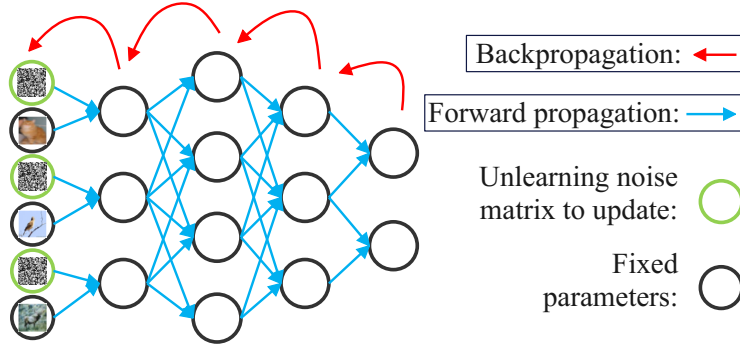 Backpropagation:
Forward propagation:
Unlearning noise
matrix to update:
Fixed
parameters: